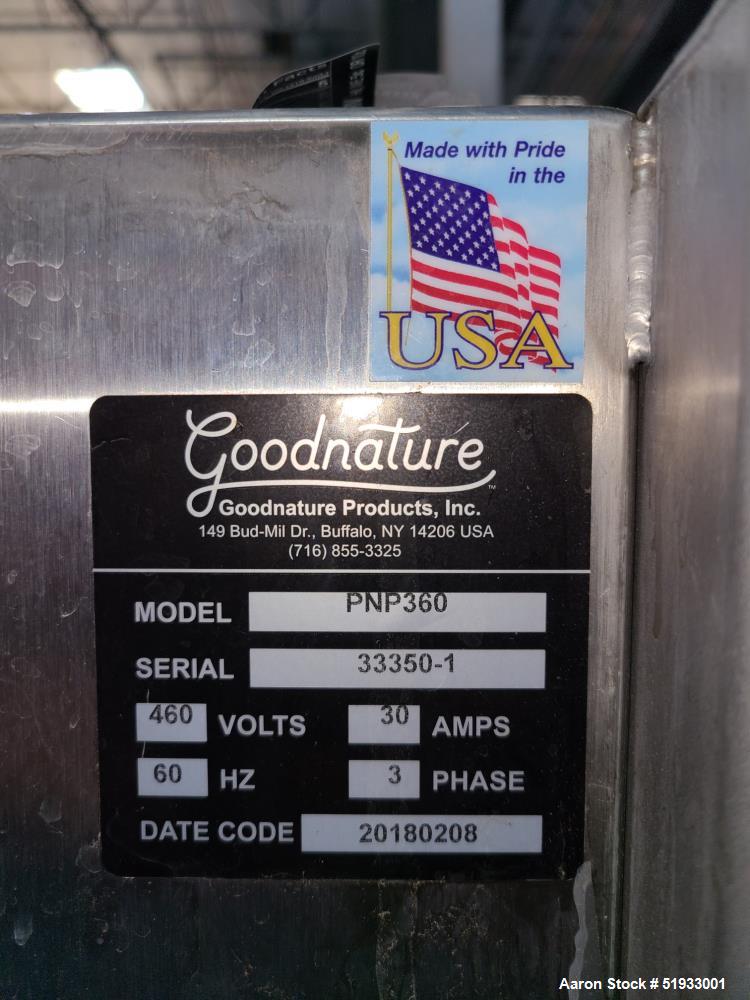 Made with Pride
in the
USA
Goodnature™
Goodnature Products, Inc.
149 Bud-Mil Dr., Buffalo, NY 14206 USA
(716) 855-3325
MODEL PNP360
SERIAL 33350-1
460 VOLTS 30 AMPS
60 HZ 3 PHASE
DATE CODE 20180208
Aaron Stock # 51933001